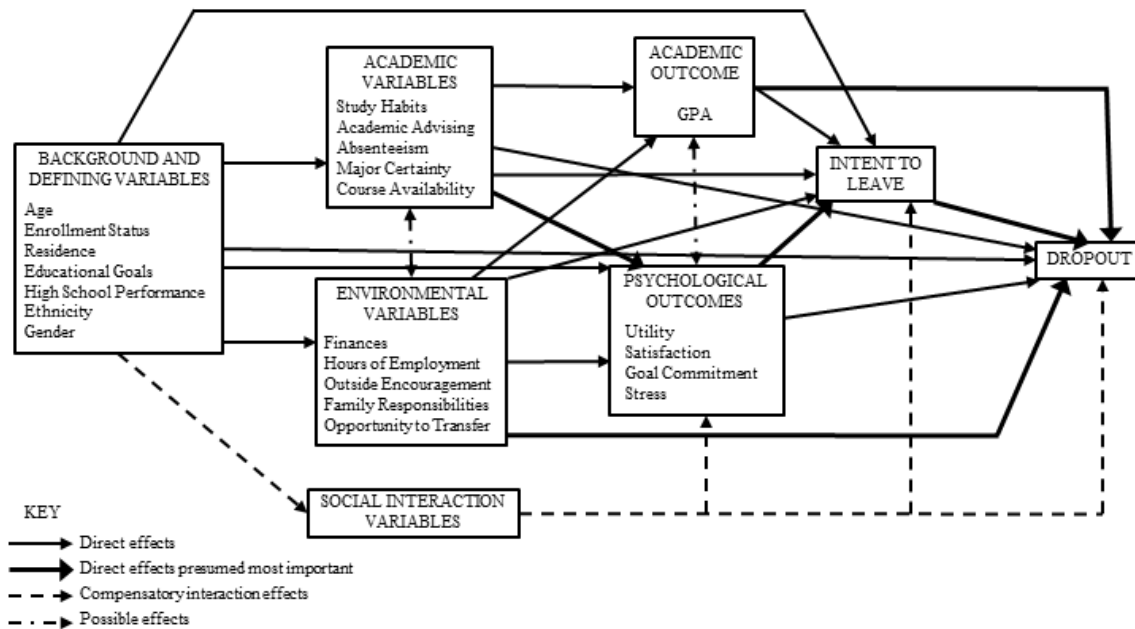 BACKGROUND AND
DEFINING VARIABLES
Age
Enrollment Status
Residence
Educational Goals
High School Performance
Ethnicity
Gender
ACADEMIC
VARIABLES
Study Habits
Academic Advising
Absenteeism
Major Certainty
Course Availability
ENVIRONMENTAL
VARIABLES
Finances
Hours of Employment
Outside Encouragement
Family Responsibilities
Opportunity to Transfer
SOCIAL INTERACTION
VARIABLES
ACADEMIC
OUTCOME
GPA
PSYCHOLOGICAL
OUTCOMES
Utility
Satisfaction
Goal Commitment
Stress
INTENT TO
LEAVE
DROPOUT
KEY
Direct effects
Direct effects presumed most important
Compensatory interaction effects
Possible effects